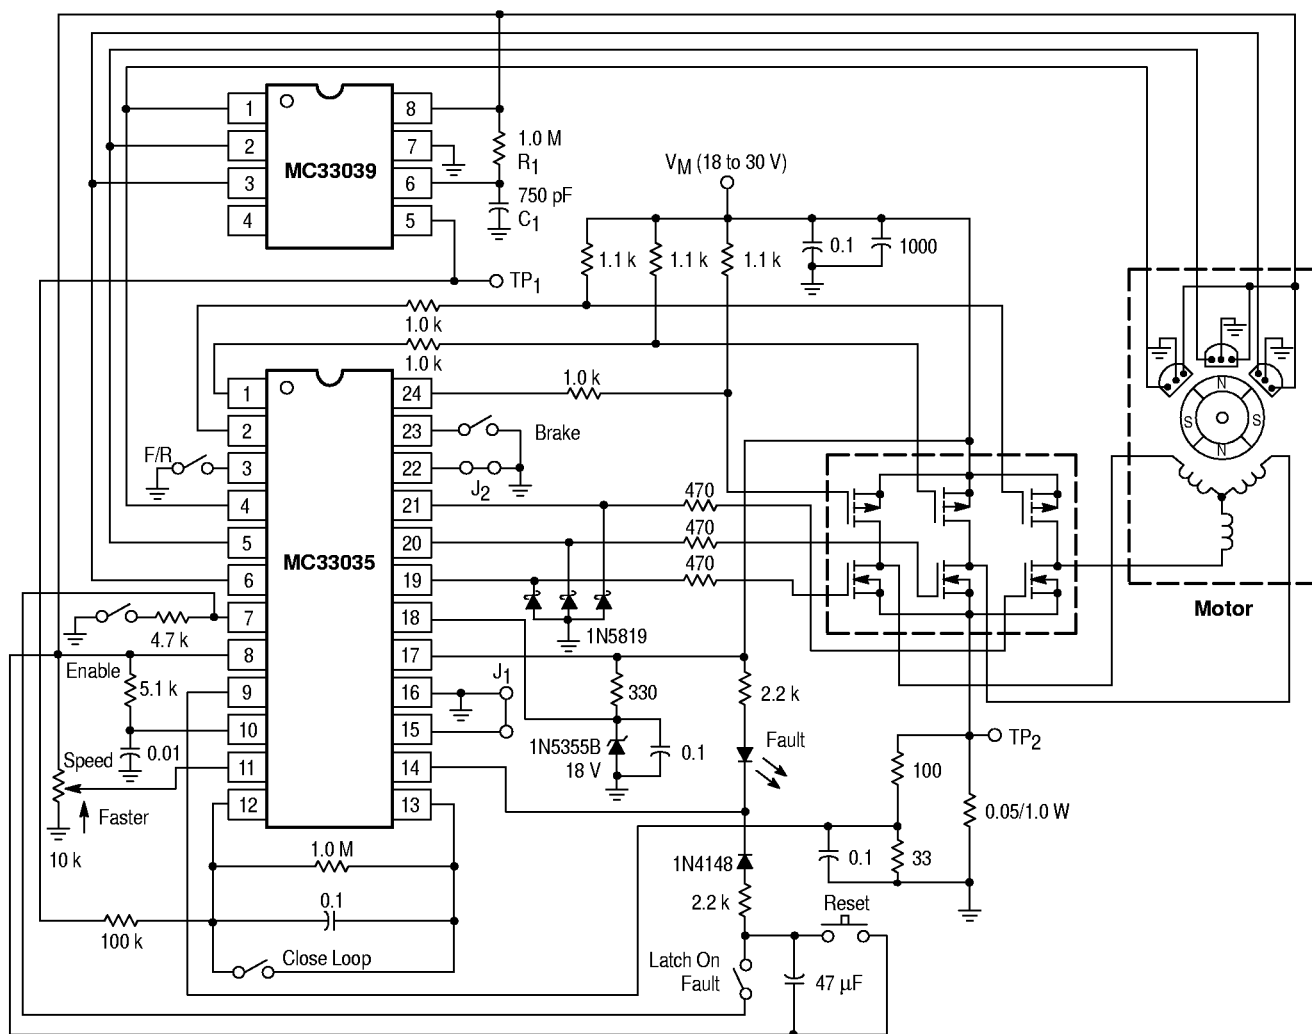 1
2
3
4
MC33039
8
7
6
5
1.0 M
R1
750 pF
C1
VM (18 to 30 V)
1.1 k
1.1 k
1.1 k
0.1
1000
TP1
1.0 k
1.0 k
1.0 k
1
2
3
4
5
6
7
8
9
10
11
12
MC33035
24
23
22
21
20
19
18
17
16
15
14
13
F/R
Brake
J2
470
470
470
1N5819
4.7 k
Enable
5.1 k
0.01
Speed
Faster
10 k
J1
330
1N5355B
18 V
0.1
2.2 k
Fault
N
S
S
N
Motor
TP2
100
0.05/1.0 W
33
0.1
1N4148
2.2 k
Reset
1.0 M
0.1
100 k
Close Loop
Latch On
Fault
47 µF